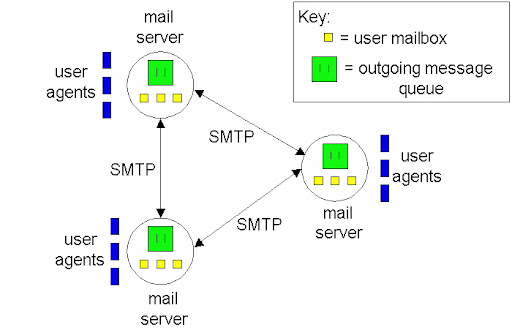 mail
server
Key:
= user mailbox
= outgoing message
queue
user
agents
SMTP
SMTP
user
agents
mail
server
SMTP
user
agents
mail
server